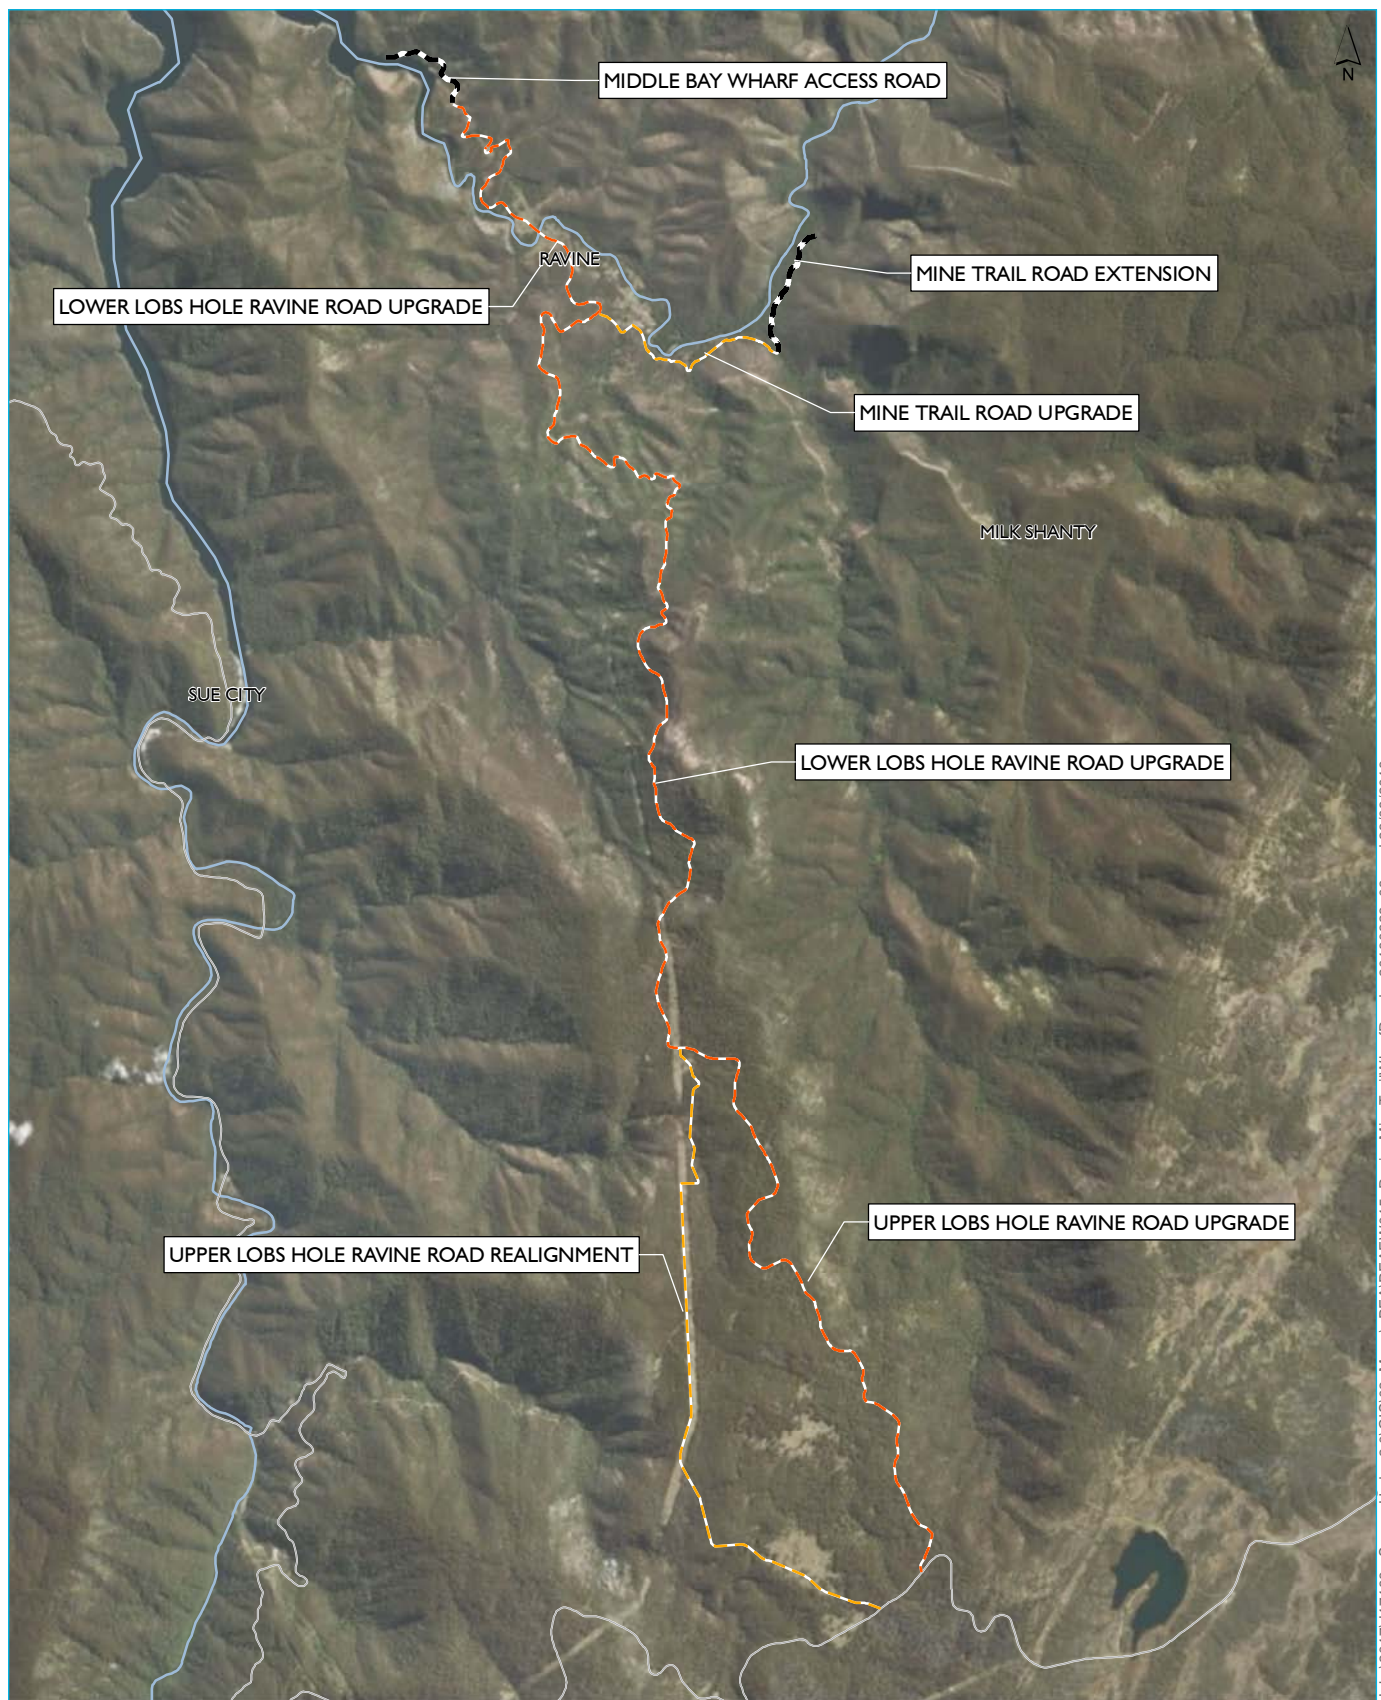 MIDDLE BAY WHARF ACCESS ROAD
N
RAVINE
MINE TRAIL ROAD EXTENSION
LOWER LOBS HOLE RAVINE ROAD UPGRADE
MINE TRAIL ROAD UPGRADE
MILK SHANTY
SUE CITY
LOWER LOBS HOLE RAVINE ROAD UPGRADE
UPPER LOBS HOLE RAVINE ROAD UPGRADE
UPPER LOBS HOLE RAVINE ROAD REALIGNMENT